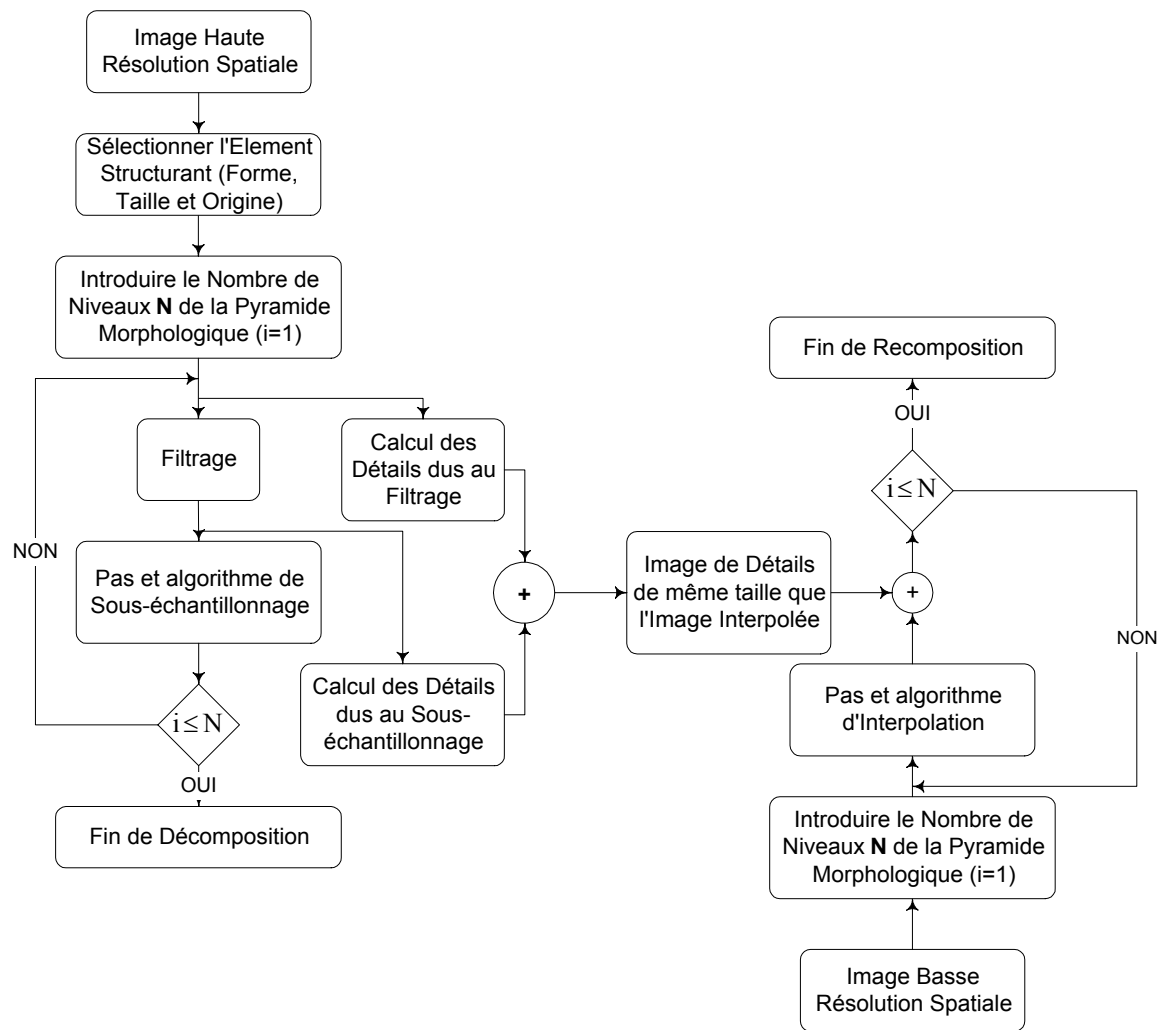 Image Haute
Résolution Spatiale
Sélectionner l'Element
Structurant (Forme,
Taille et Origine)
Introduire le Nombre de
Niveaux N de la Pyramide
Morphologique (i=1)
Filtrage
Calcul des
Détails dus au
Filtrage
NON
Pas et algorithme de
Sous-échantillonnage
i ≤ N
OUI
Fin de Décomposition
Calcul des Détails
dus au Sous-
échantillonnage
+
Image de Détails
de même taille que
l'Image Interpolée
Fin de Recomposition
OUI
i ≤ N
+
NON
Pas et algorithme
d'Interpolation
Introduire le Nombre de
Niveaux N de la Pyramide
Morphologique (i=1)
Image Basse
Résolution Spatiale